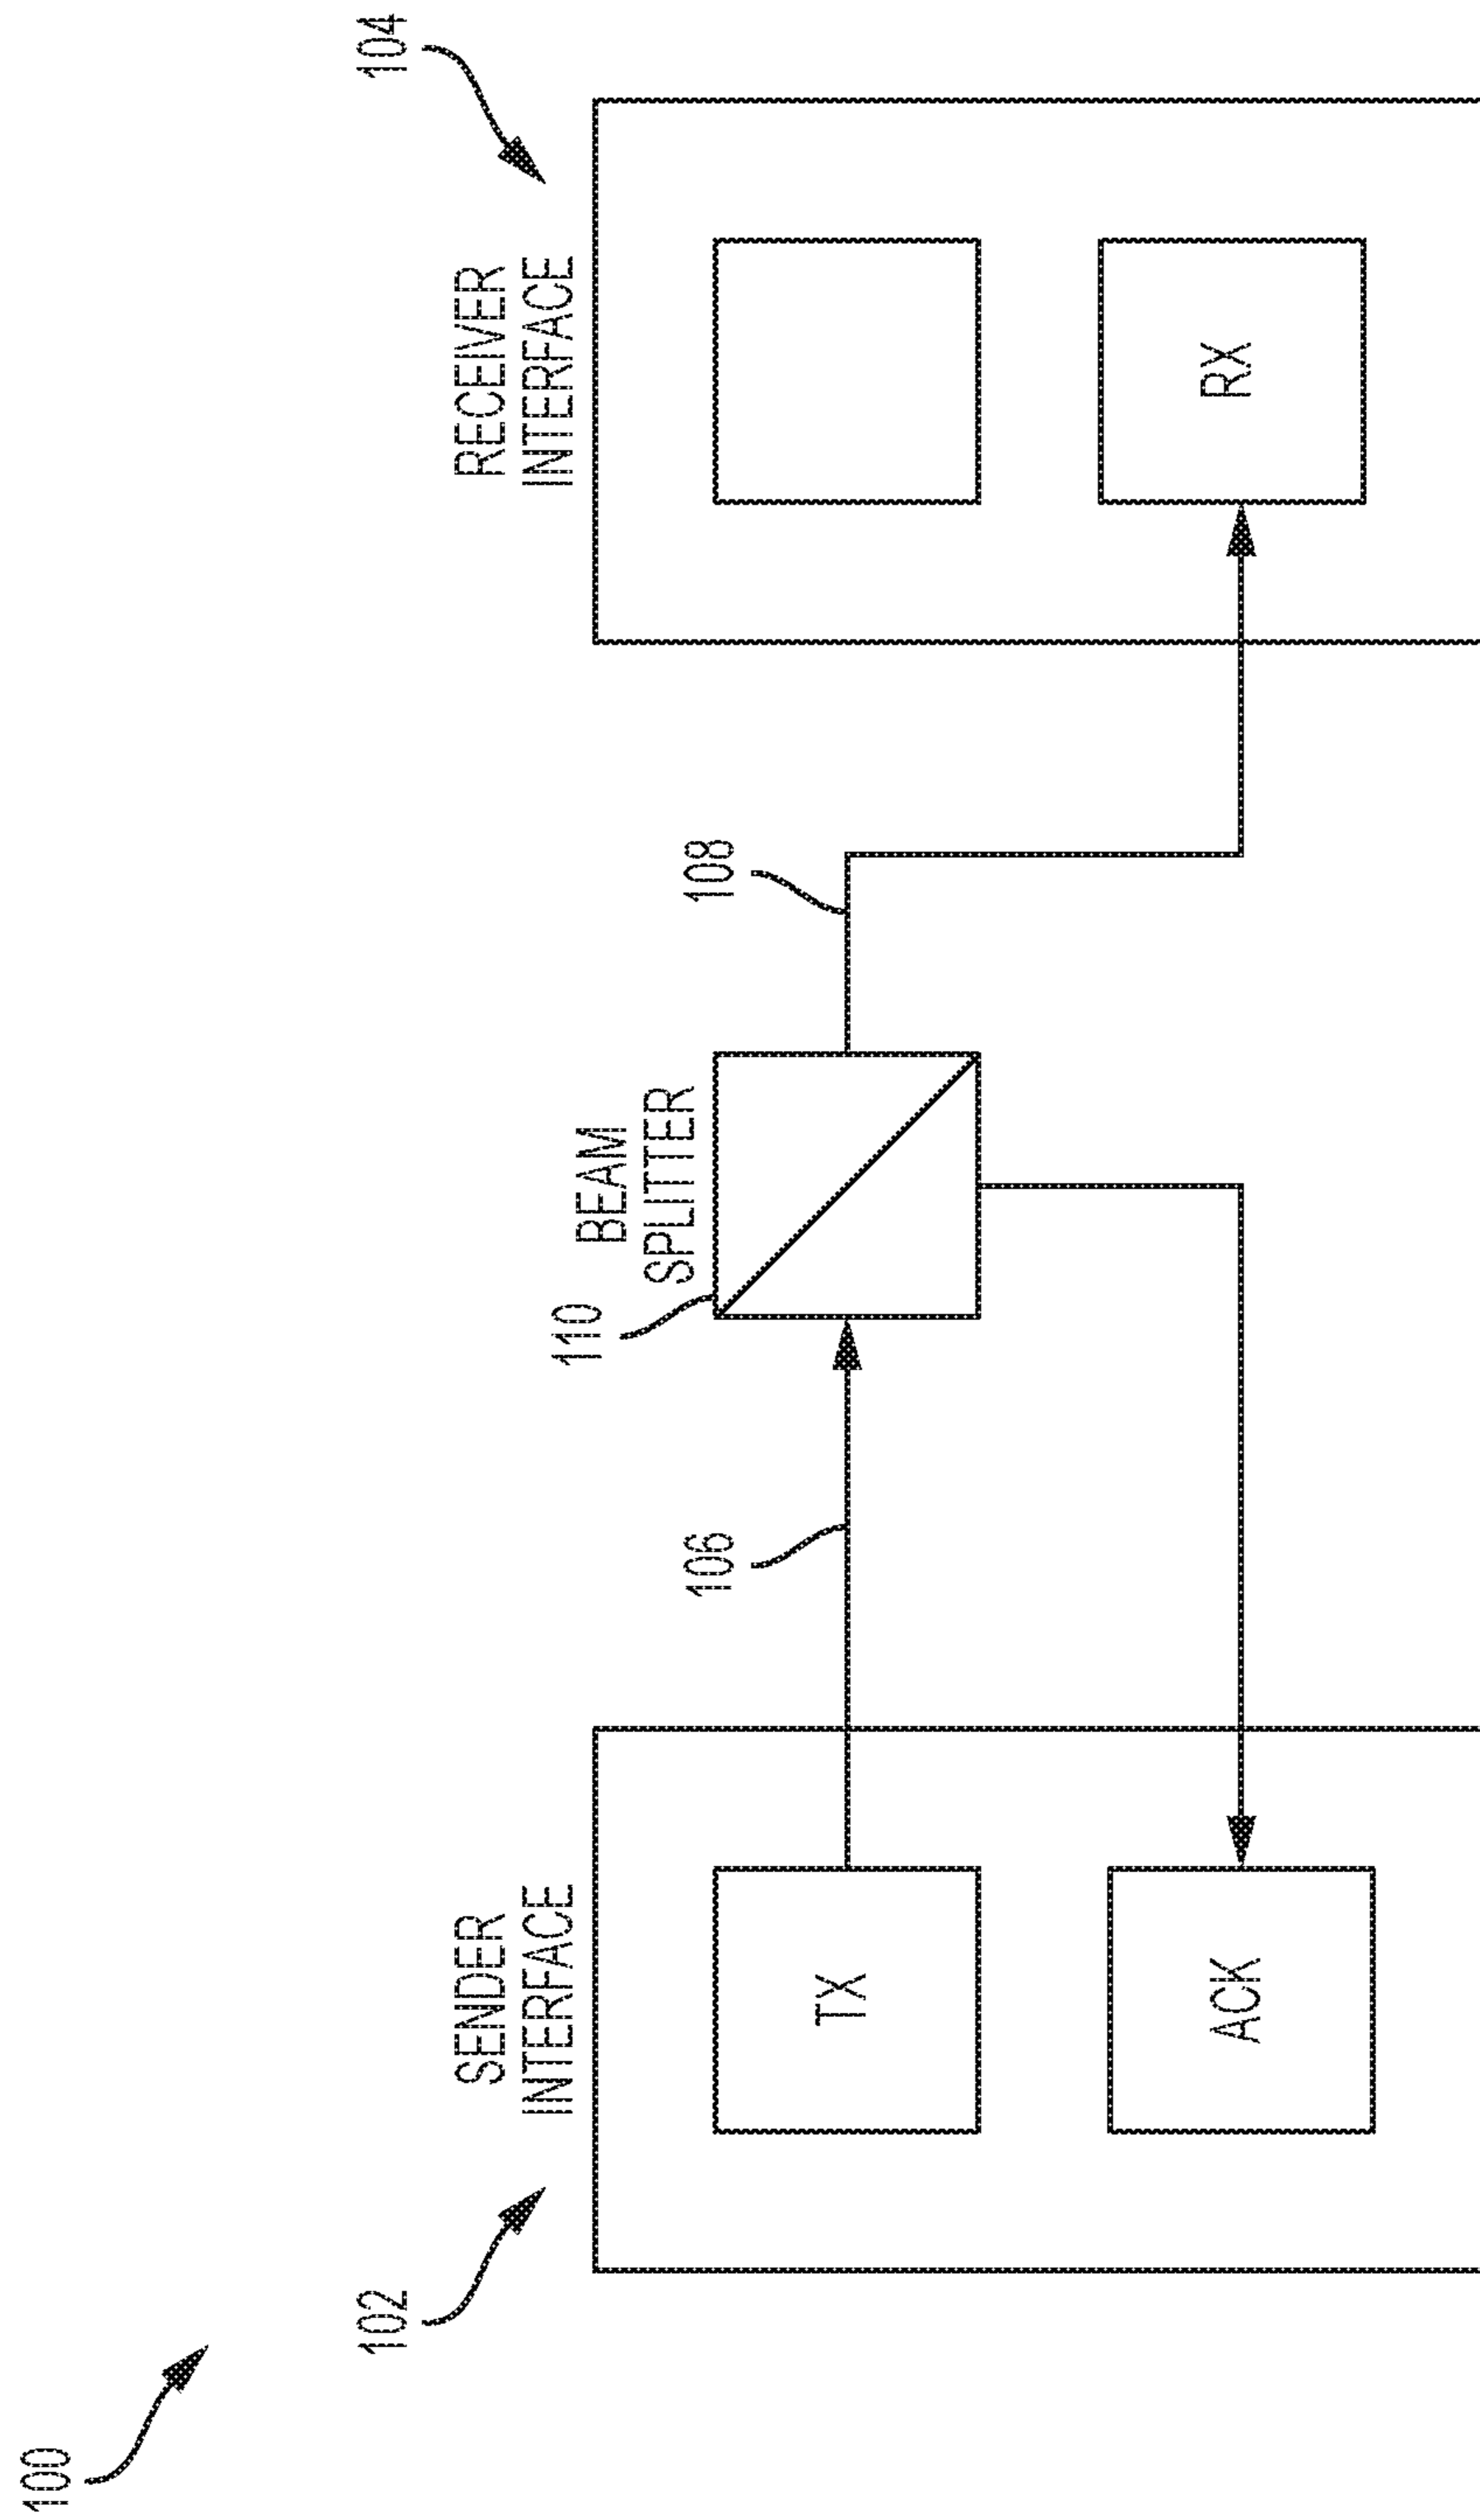 100
102
SENDER
INTERFACE
TX
ACK
106
110
BEAM
SPLITTER
108
104
RECEIVER
INTERFACE
RX